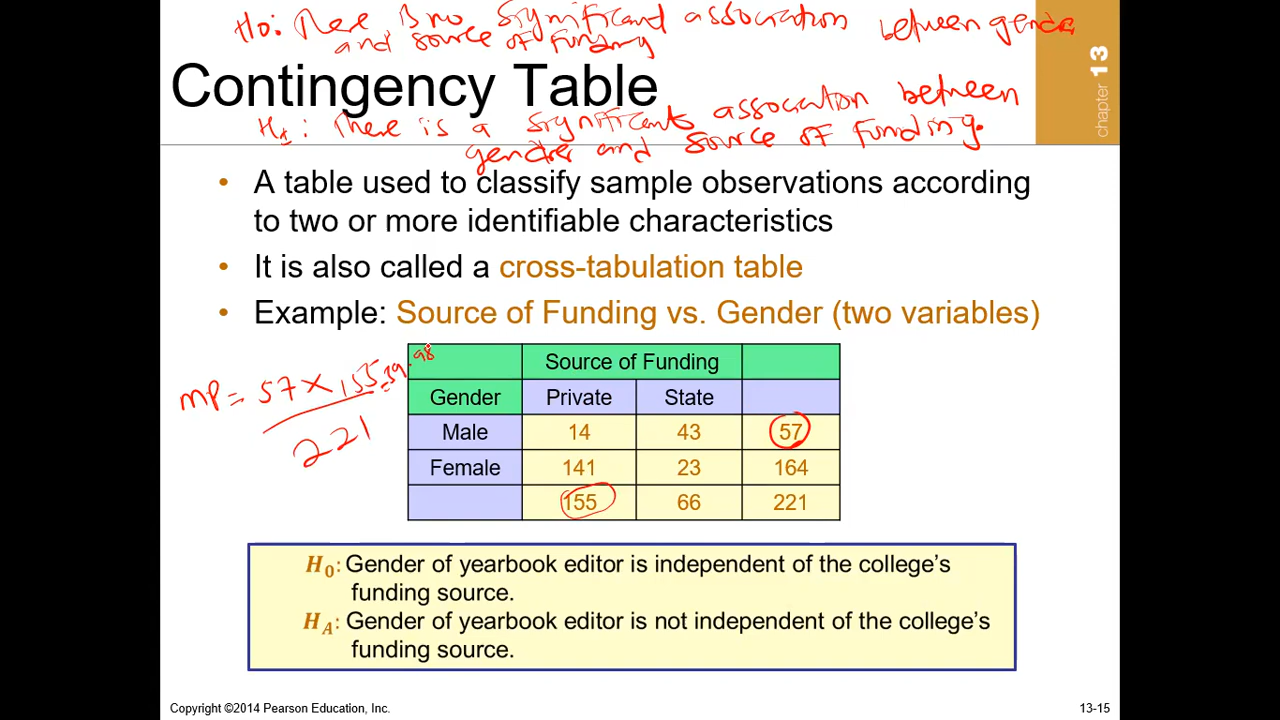 Ho: There is no significant association between gender
and source of funding
chapter 13
Contingency Table
H1: There is a significants association between
gender and source of funding.
• A table used to classify sample observations according
to two or more identifiable characteristics
• It is also called a cross-tabulation table
• Example: Source of Funding vs. Gender (two variables)
MP = 57 × 155 = 39.98
221
Source of Funding
Gender Private State
Male 14 43 57
Female 141 23 164
155 66 221
H0: Gender of yearbook editor is independent of the college's
funding source.
HA: Gender of yearbook editor is not independent of the college's
funding source.
Copyright ©2014 Pearson Education, Inc.
13-15